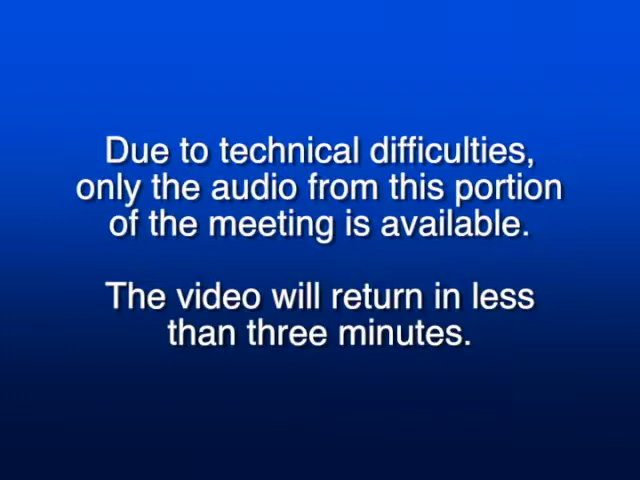 Due to technical difficulties,
only the audio from this portion
of the meeting is available.
The video will return in less
than three minutes.